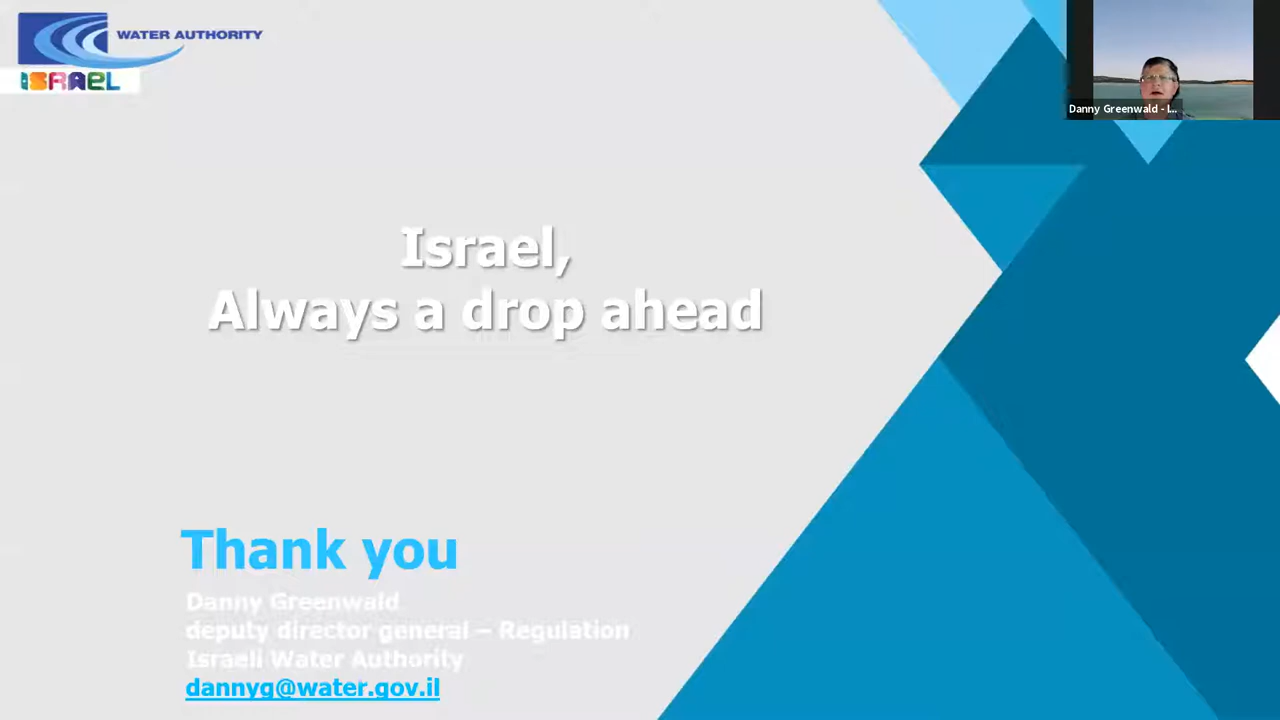 WATER AUTHORITY
ISRAEL
Danny Greenwald - I...
Israel,
Always a drop ahead
Thank you
Danny Greenwald
deputy director general – Regulation
Israeli Water Authority
dannyg@water.gov.il